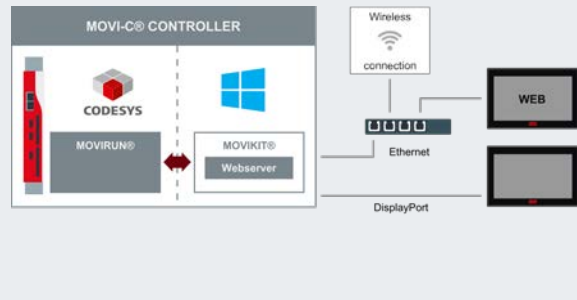 MOVI-C® CONTROLLER
CODESYS
MOVIRUN®
MOVIKIT®
Webserver
Wireless
connection
Ethernet
DisplayPort
WEB